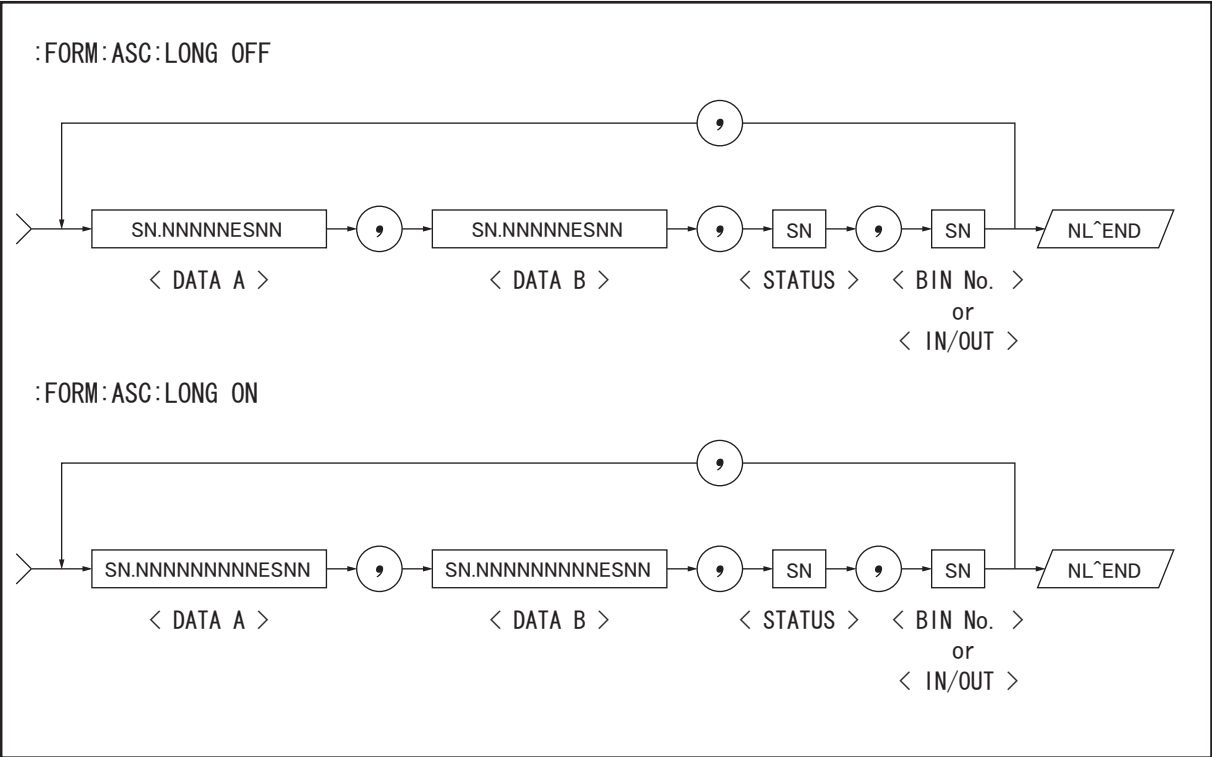 :FORM:ASC:LONG OFF
,
SN.NNNNNESNN , SN.NNNNNESNN , SN , SN NL^END
< DATA A > < DATA B > < STATUS > < BIN No. >
or
< IN/OUT >
:FORM:ASC:LONG ON
,
SN.NNNNNNNNNESNN , SN.NNNNNNNNNESNN , SN , SN NL^END
< DATA A > < DATA B > < STATUS > < BIN No. >
or
< IN/OUT >